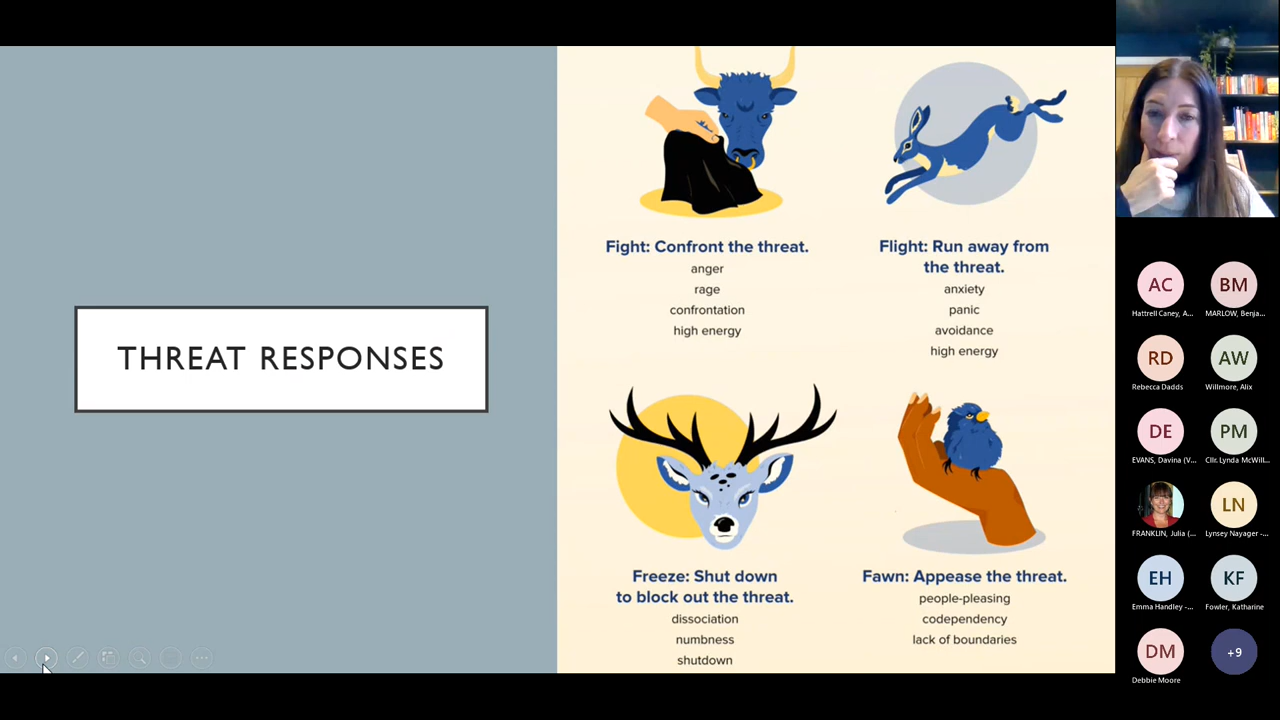 THREAT RESPONSES
Fight: Confront the threat.
anger
rage
confrontation
high energy
Flight: Run away from
the threat.
anxiety
panic
avoidance
high energy
Freeze: Shut down
to block out the threat.
dissociation
numbness
shutdown
Fawn: Appease the threat.
people-pleasing
codependency
lack of boundaries
AC
Hattrell Caney, A...
BM
MARLOW, Benja...
RD
Rebecca Dadds
AW
Willmore, Alix
DE
EVANS, Davina (V...
PM
Cllr. Lynda McWill...
FRANKLIN, Julia (...
LN
Lynsey Nayager -...
EH
Emma Handley -...
KF
Fowler, Katharine
DM
Debbie Moore
+9